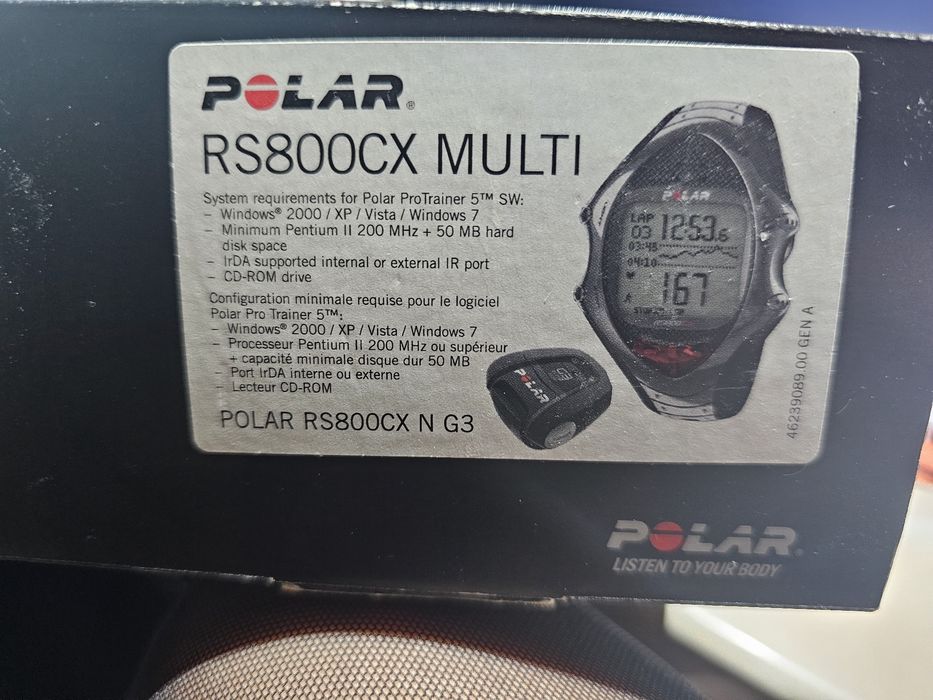 POLAR®
RS800CX MULTI
System requirements for Polar ProTrainer 5™ SW:
– Windows® 2000 / XP / Vista / Windows 7
– Minimum Pentium II 200 MHz + 50 MB hard
disk space
– IrDA supported internal or external IR port
– CD-ROM drive
Configuration minimale requise pour le logiciel
Polar Pro Trainer 5™:
– Windows® 2000 / XP / Vista / Windows 7
– Processeur Pentium II 200 MHz ou supérieur
+ capacité minimale disque dur 50 MB
– Port IrDA interne ou externe
– Lecteur CD-ROM
POLAR RS800CX N G3
POLAR
LAP
03 12:53.6
03:45
04:10
167
POLAR
46239089.00 GEN A
POLAR®
LISTEN TO YOUR BODY